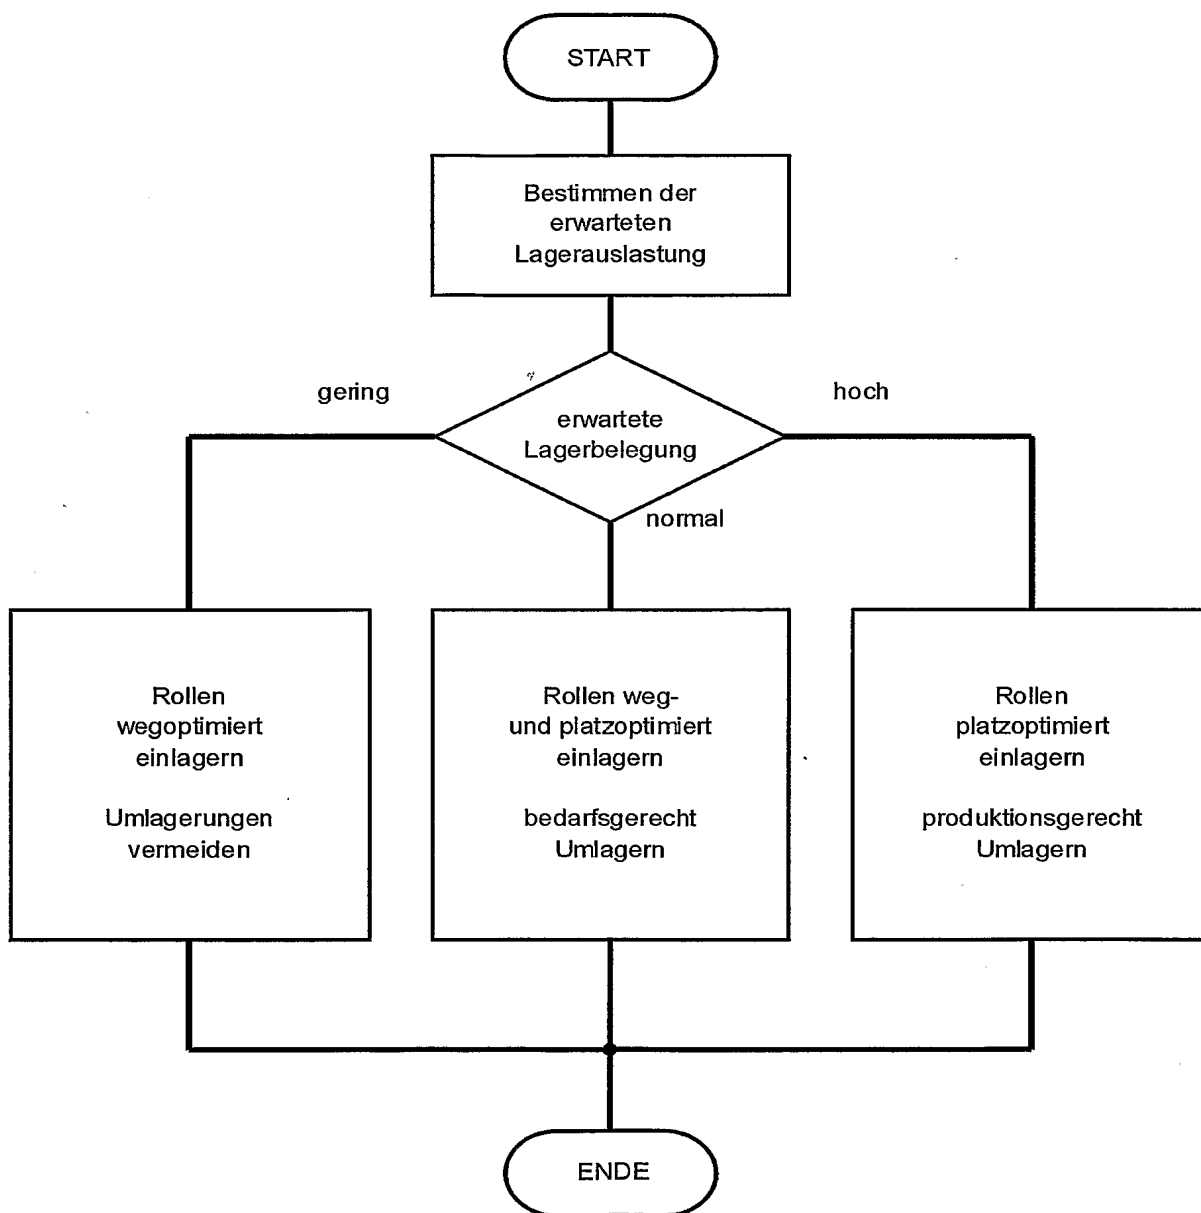 START
Bestimmen der
erwarteten
Lagerauslastung
gering
hoch
erwartete
Lagerbelegung
normal
Rollen
wegoptimiert
einlagern
Umlagerungen
vermeiden
Rollen weg-
und platzoptimiert
einlagern
bedarfsgerecht
Umlagern
Rollen
platzoptimiert
einlagern
produktionsgerecht
Umlagern
ENDE